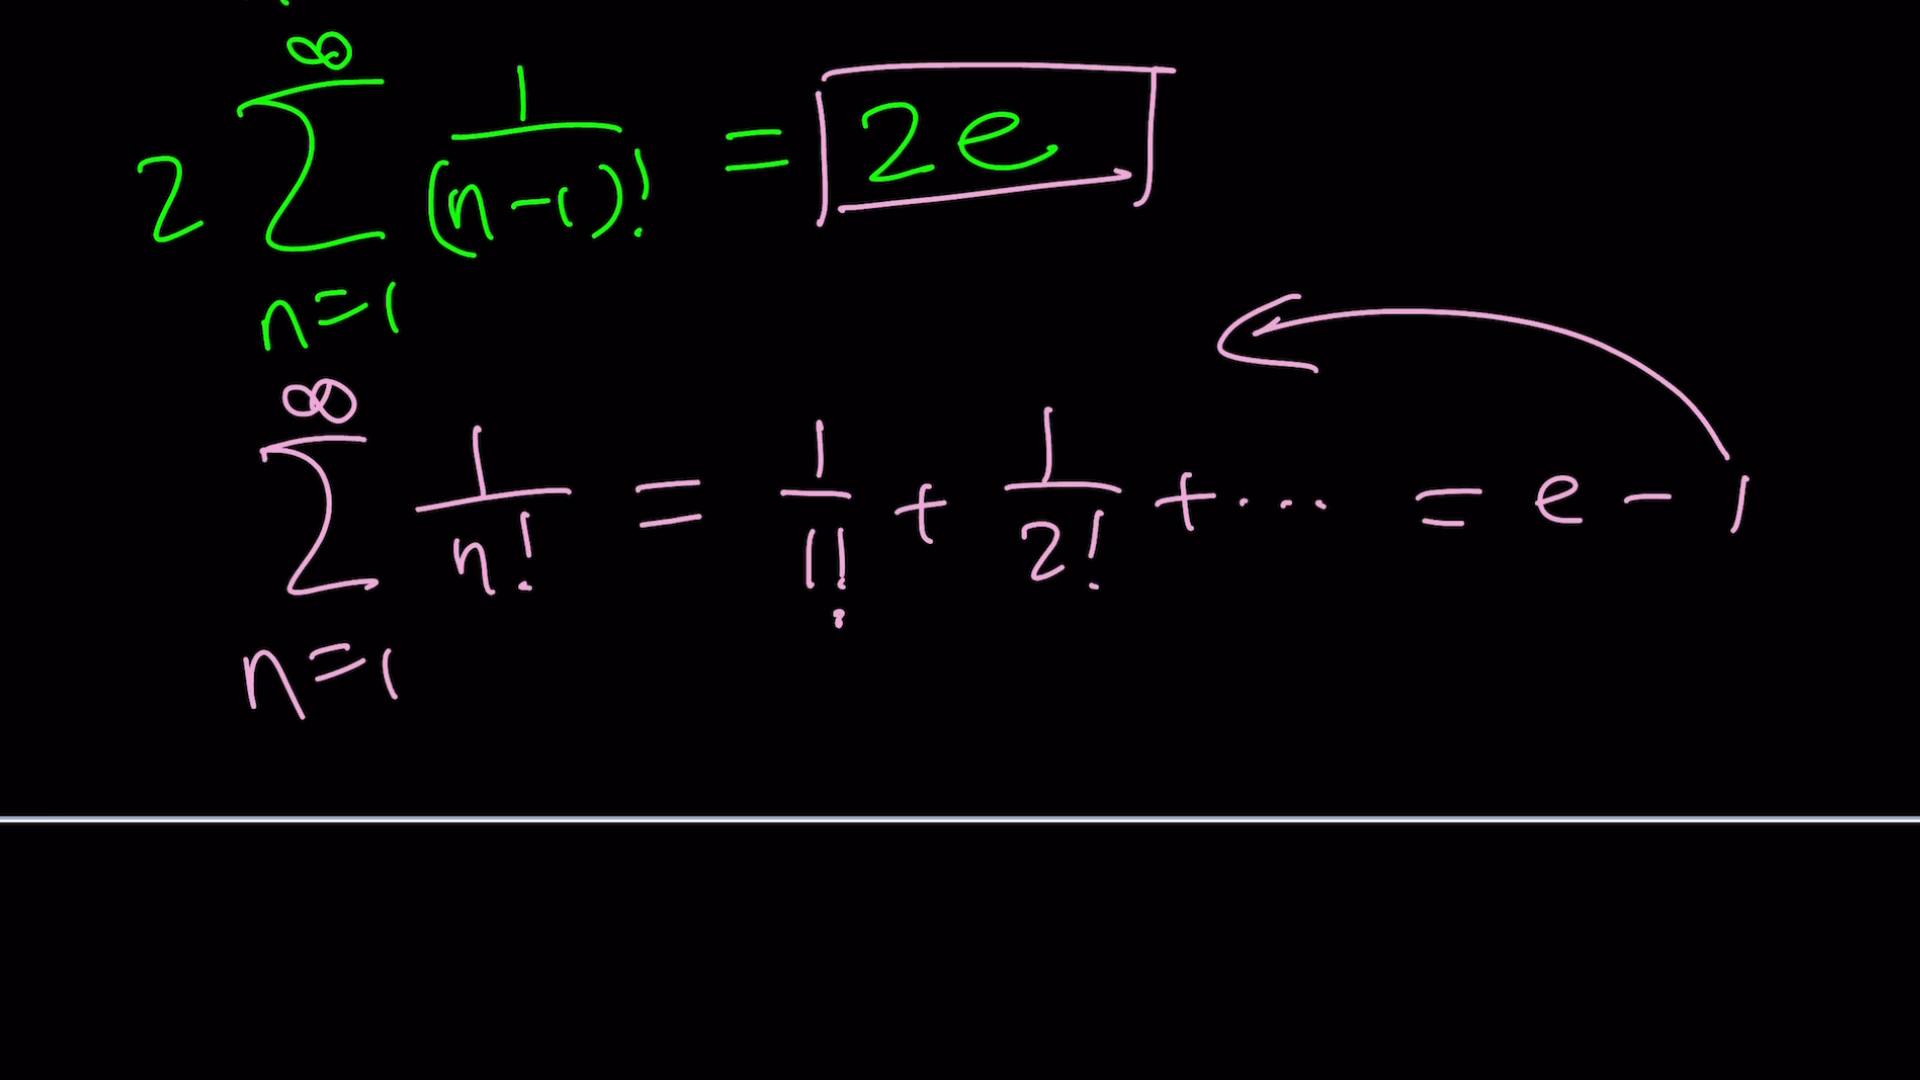 2 ∑_{n=1}^{∞} 1/(n-1)! = 2e
∑_{n=1}^{∞} 1/n! = 1/1! + 1/2! + ... = e - 1